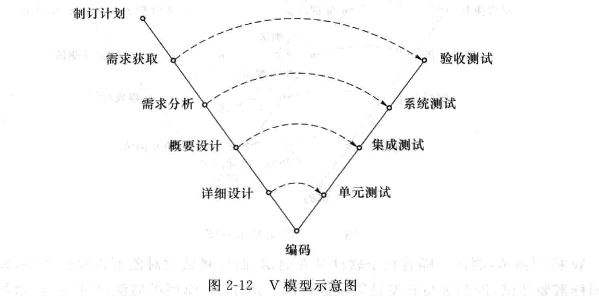 制订计划
需求获取
验收测试
需求分析
系统测试
概要设计
集成测试
详细设计
单元测试
编码
图 2-12 V 模型示意图